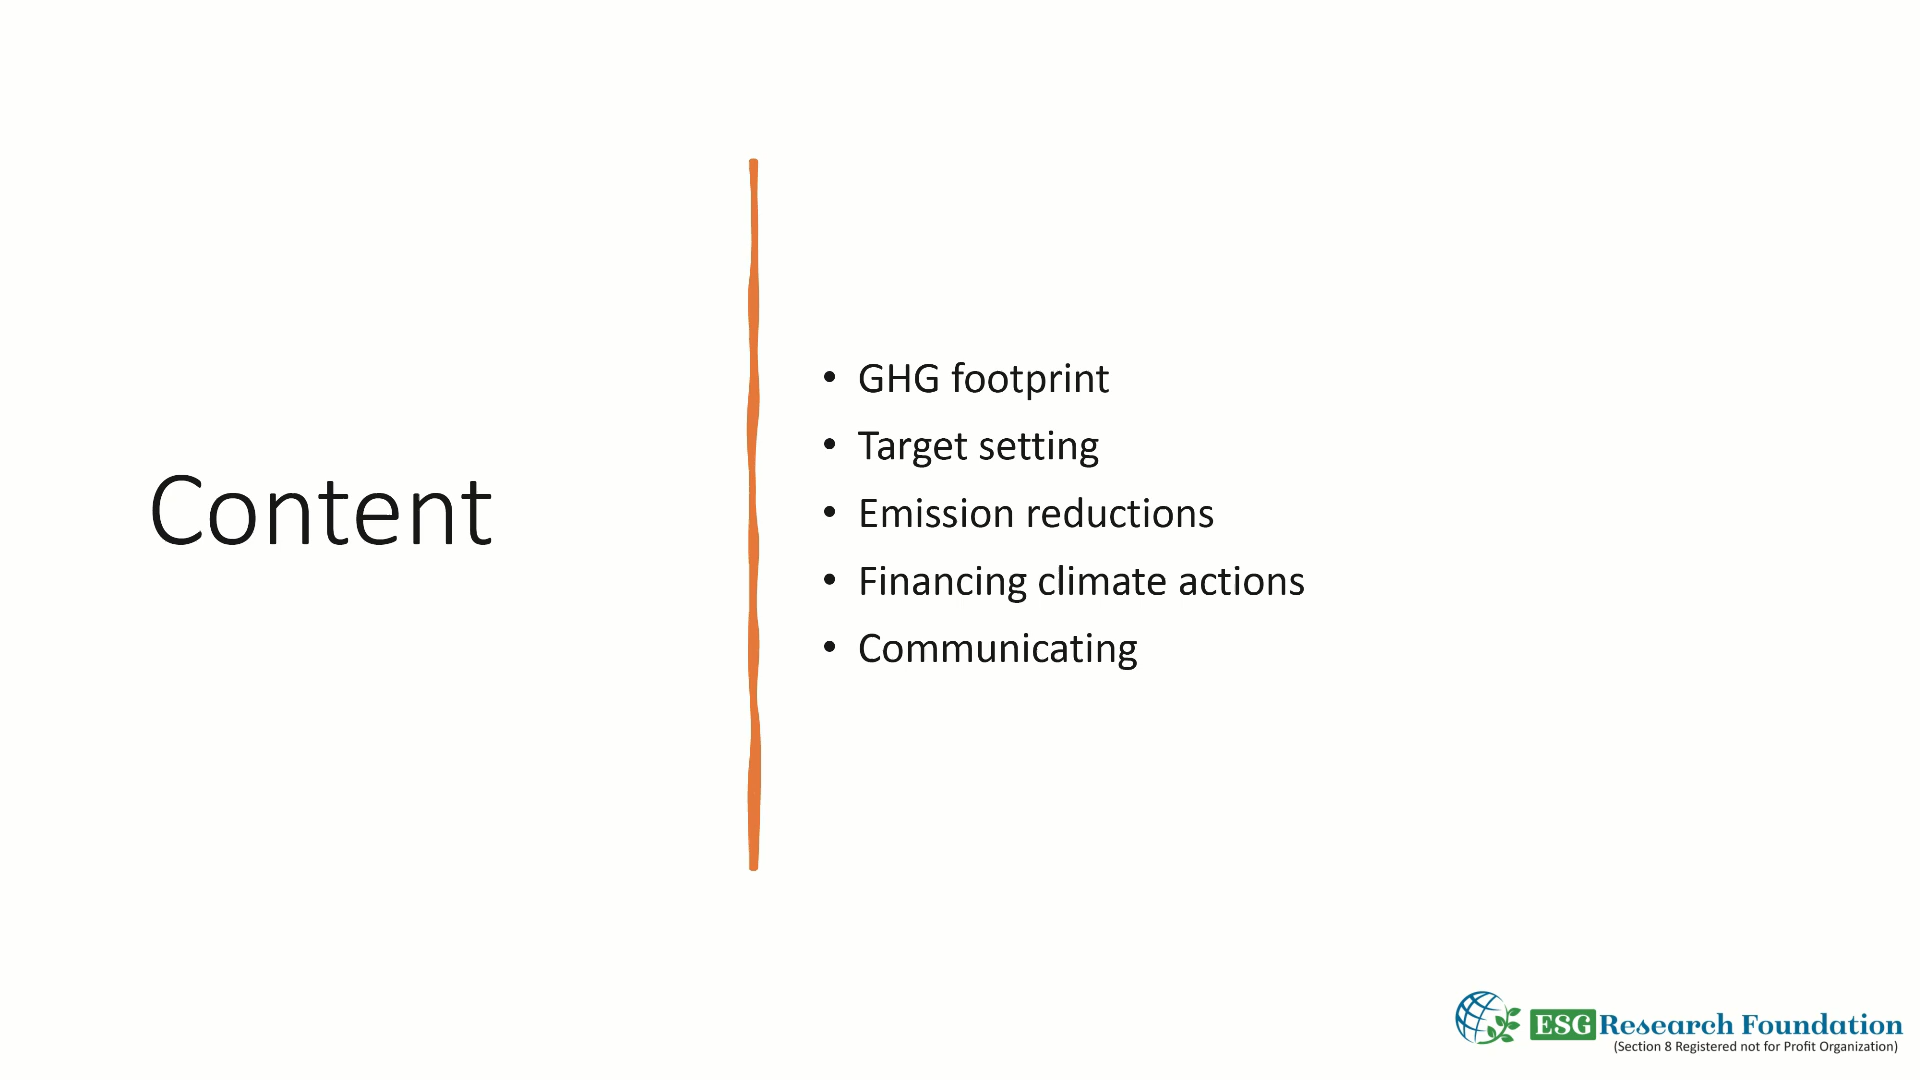 Content
• GHG footprint
• Target setting
• Emission reductions
• Financing climate actions
• Communicating
ESG Research Foundation
(Section 8 Registered not for Profit Organization)